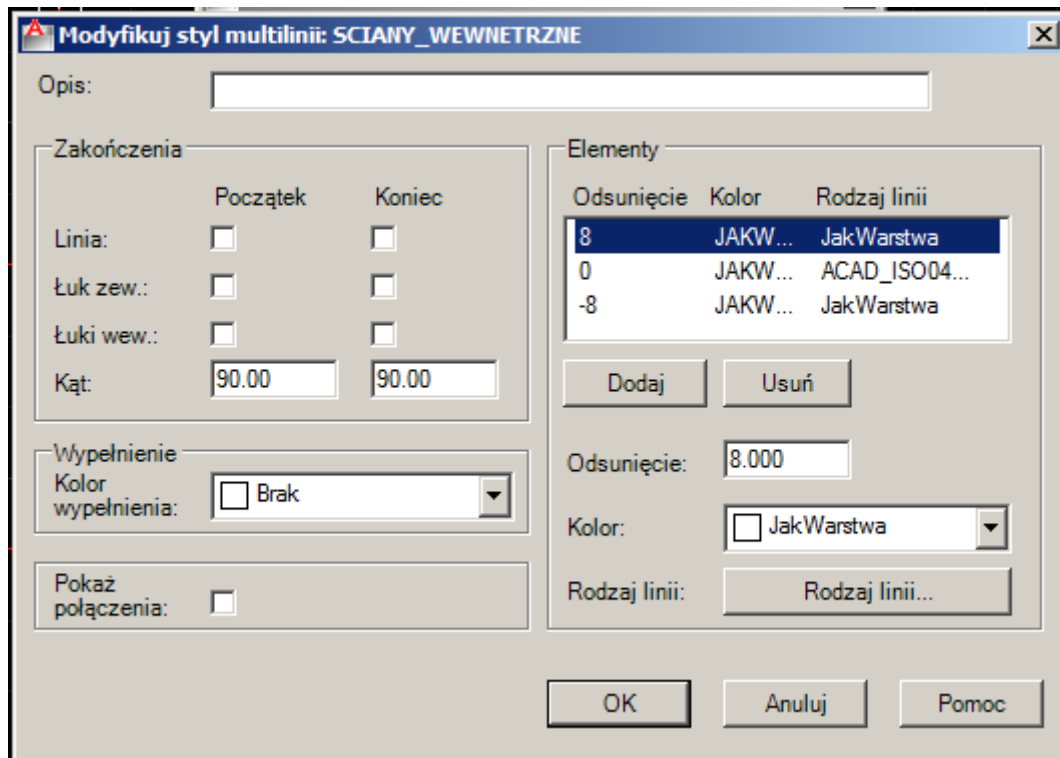 Modyfikuj styl multilinii: SCIANY_WEWNETRZNE
Opis:
Zakończenia
Początek Koniec
Linia:
Łuk zew.:
Łuki wew.:
Kąt: 90.00 90.00
Wypełnienie
Kolor
wypełnienia:
Brak
Pokaż
połączenia:
Elementy
Odsunięcie Kolor Rodzaj linii
8 JAKW... JakWarstwa
0 JAKW... ACAD_ISO04...
-8 JAKW... JakWarstwa
Dodaj Usuń
Odsunięcie: 8.000
Kolor: JakWarstwa
Rodzaj linii: Rodzaj linii...
OK Anuluj Pomoc